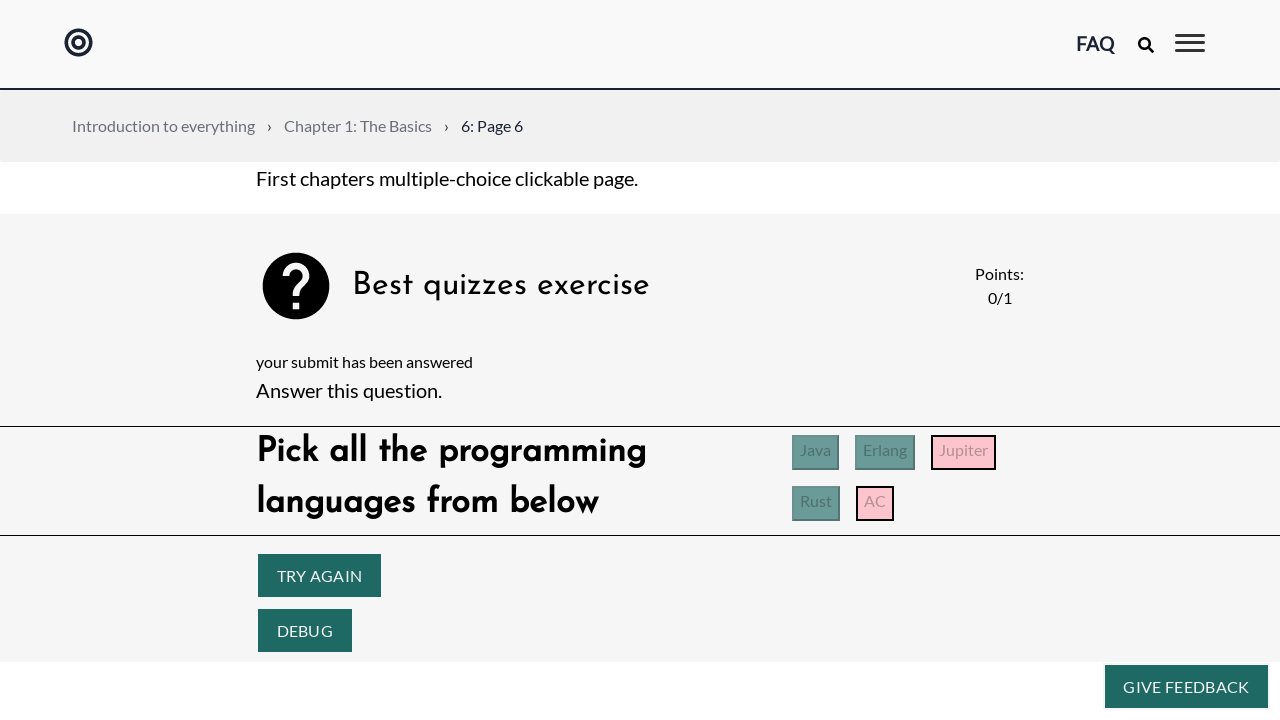 FAQ
Introduction to everything › Chapter 1: The Basics › 6: Page 6
First chapters multiple-choice clickable page.
Best quizzes exercise
Points:
0/1
your submit has been answered
Answer this question.
Pick all the programming
languages from below
Java Erlang Jupiter
Rust AC
TRY AGAIN
DEBUG
GIVE FEEDBACK